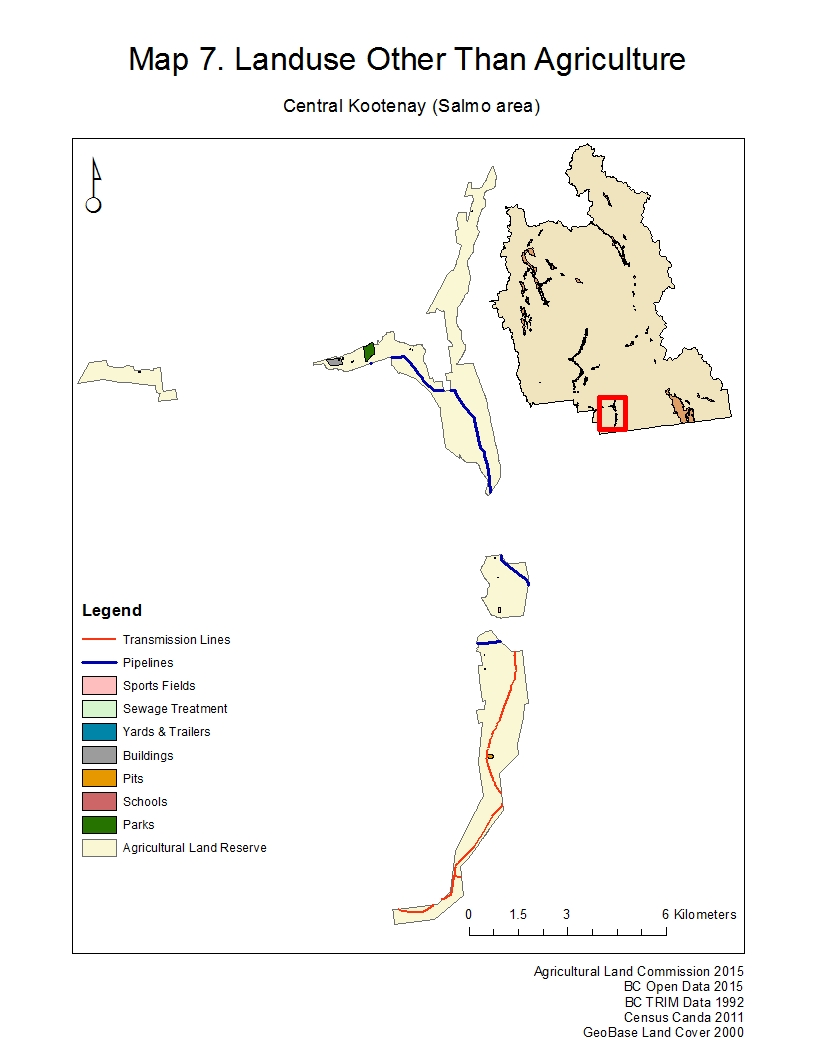 Map 7. Landuse Other Than Agriculture
Central Kootenay (Salmo area)
Legend
Transmission Lines
Pipelines
Sports Fields
Sewage Treatment
Yards & Trailers
Buildings
Pits
Schools
Parks
Agricultural Land Reserve
0 1.5 3 6 Kilometers
Agricultural Land Commission 2015
BC Open Data 2015
BC TRIM Data 1992
Census Canda 2011
GeoBase Land Cover 2000